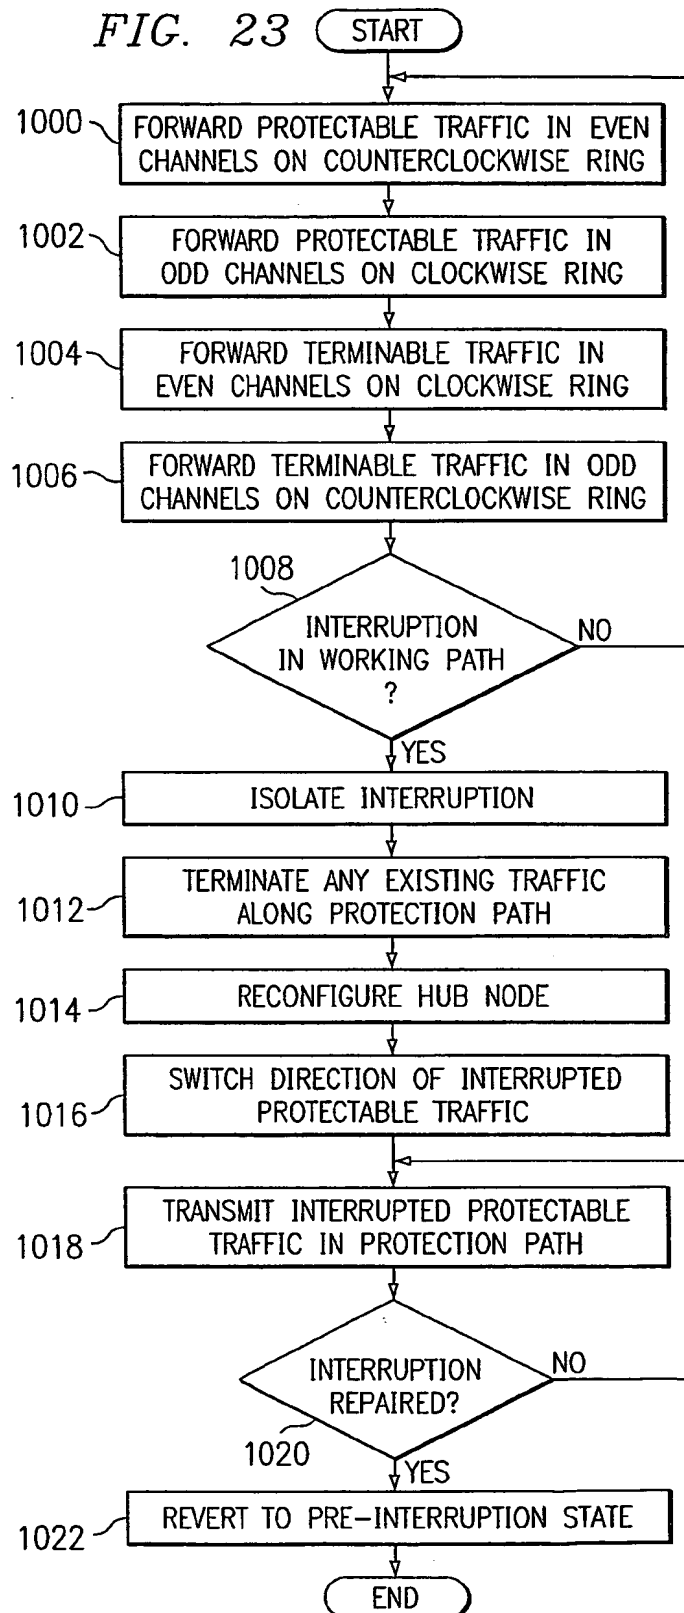 FIG. 23
START
1000
FORWARD PROTECTABLE TRAFFIC IN EVEN
CHANNELS ON COUNTERCLOCKWISE RING
1002
FORWARD PROTECTABLE TRAFFIC IN
ODD CHANNELS ON CLOCKWISE RING
1004
FORWARD TERMINABLE TRAFFIC IN
EVEN CHANNELS ON CLOCKWISE RING
1006
FORWARD TERMINABLE TRAFFIC IN ODD
CHANNELS ON COUNTERCLOCKWISE RING
1008
INTERRUPTION
IN WORKING PATH
?
NO
YES
1010
ISOLATE INTERRUPTION
1012
TERMINATE ANY EXISTING TRAFFIC
ALONG PROTECTION PATH
1014
RECONFIGURE HUB NODE
1016
SWITCH DIRECTION OF INTERRUPTED
PROTECTABLE TRAFFIC
1018
TRANSMIT INTERRUPTED PROTECTABLE
TRAFFIC IN PROTECTION PATH
INTERRUPTION
REPAIRED?
NO
1020
YES
1022
REVERT TO PRE-INTERRUPTION STATE
END